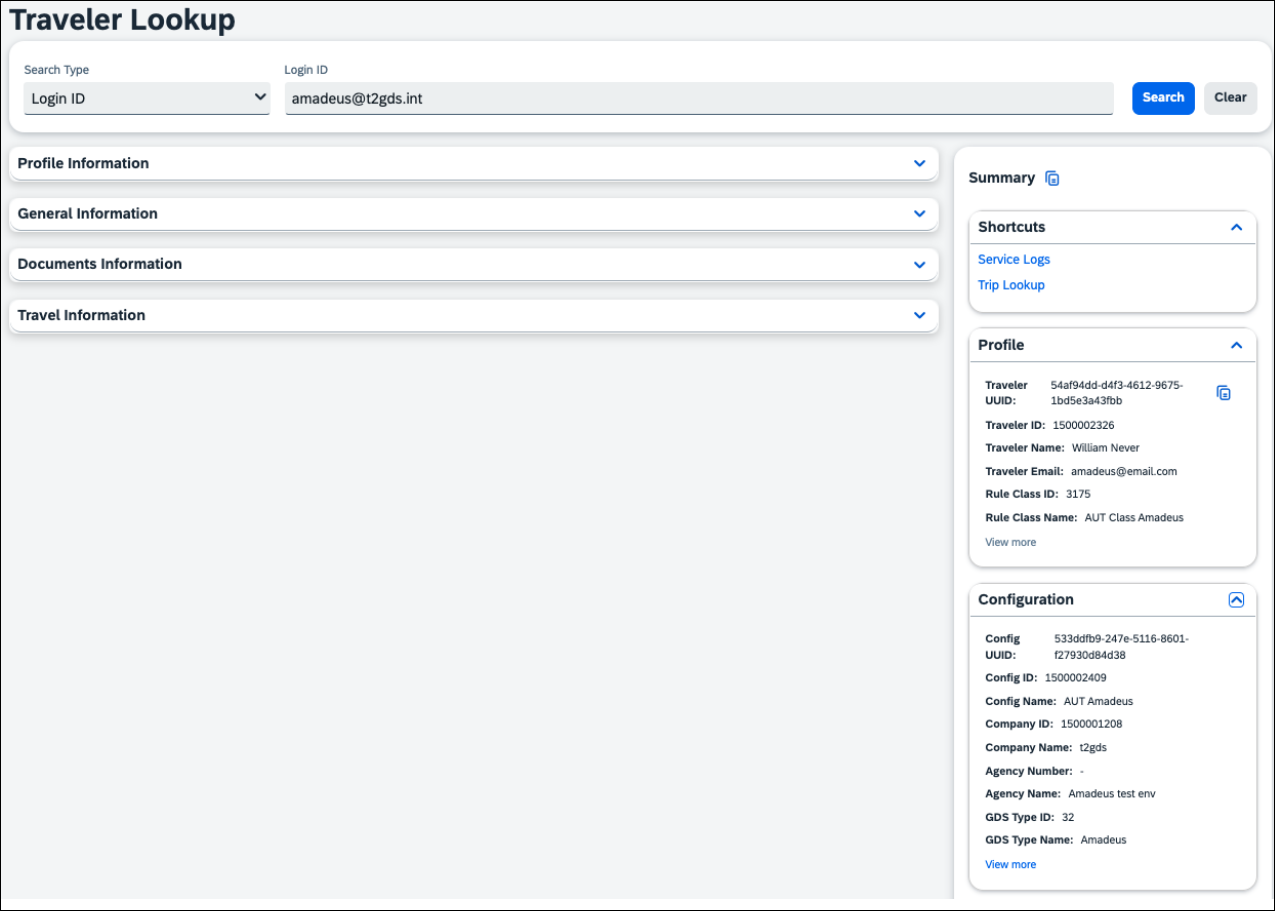 Traveler Lookup
Search Type
Login ID
Login ID
amadeus@t2gds.int
Search
Clear
Profile Information
General Information
Documents Information
Travel Information
Summary
Shortcuts
Service Logs
Trip Lookup
Profile
Traveler UUID: 54af94dd-d4f3-4612-9675-
1bd5e3a43fbb
Traveler ID: 1500002326
Traveler Name: William Never
Traveler Email: amadeus@email.com
Rule Class ID: 3175
Rule Class Name: AUT Class Amadeus
View more
Configuration
Config UUID: 533ddfb9-247e-5116-8601-
f27930d84d38
Config ID: 1500002409
Config Name: AUT Amadeus
Company ID: 1500001208
Company Name: t2gds
Agency Number: -
Agency Name: Amadeus test env
GDS Type ID: 32
GDS Type Name: Amadeus
View more